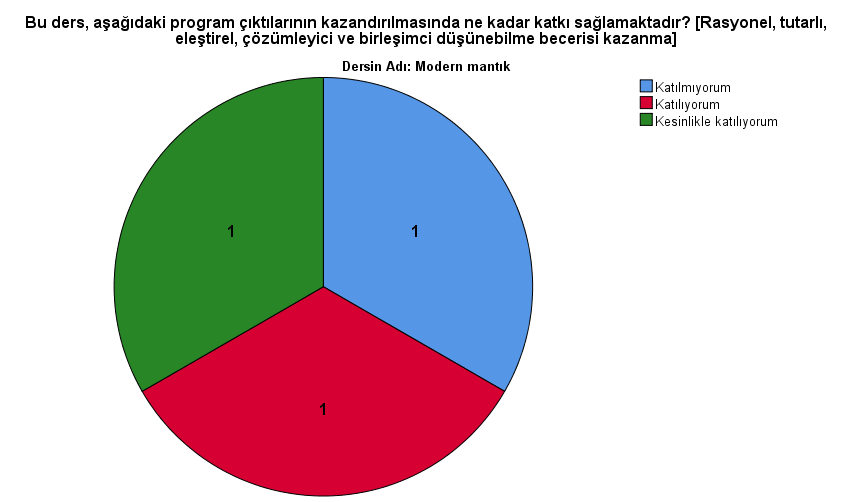 Bu ders, aşağıdaki program çıktılarının kazandırılmasında ne kadar katkı sağlamaktadır? [Rasyonel, tutarlı,
eleştirel, çözümleyici ve birleşimci düşünebilme becerisi kazanma]
Dersin Adı: Modern mantık
Katılmıyorum
Katılıyorum
Kesinlikle katılıyorum
1
1
1